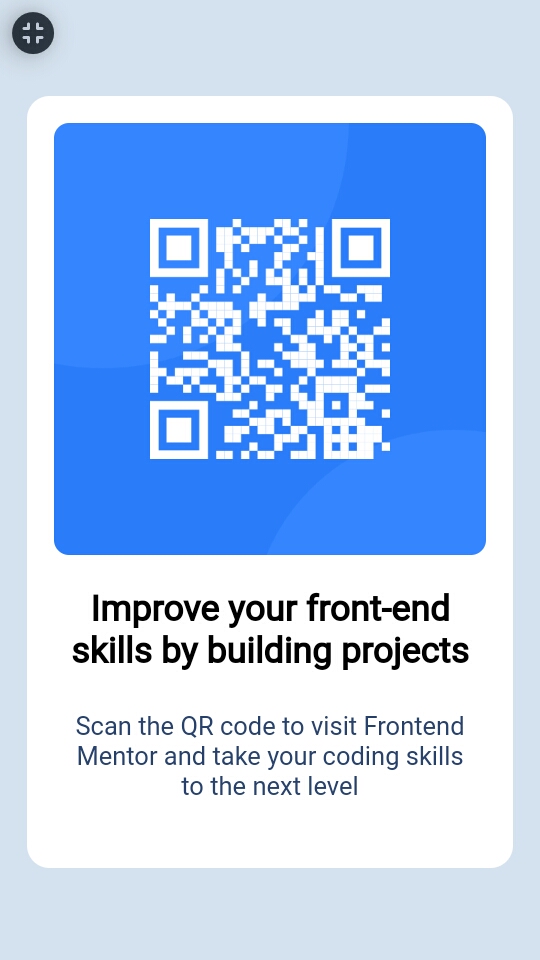 Improve your front-end
skills by building projects
Scan the QR code to visit Frontend
Mentor and take your coding skills
to the next level